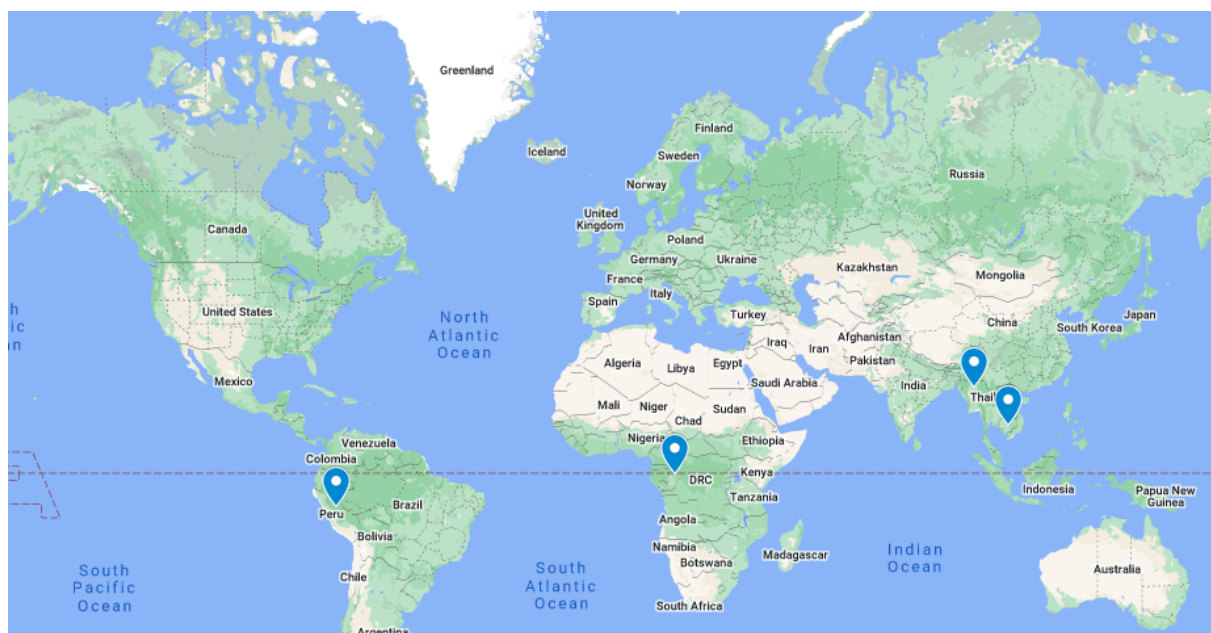 Greenland
Iceland
Finland
Sweden
Norway
Russia
United
Kingdom
Canada
Poland
Germany
Ukraine
France
Kazakhstan
Mongolia
Italy
Spain
Turkey
United States
North
Atlantic
Ocean
China
Japan
South Korea
Iraq
Iran
Afghanistan
Pakistan
Algeria
Libya
Egypt
Saudi Arabia
Mexico
India
Mali
Niger
Chad
Sudan
Venezuela
Nigeria
Ethiopia
Colombia
DRC
Kenya
Indonesia
Papua New
Guinea
Tanzania
Brazil
Peru
Angola
Bolivia
Madagascar
Namibia
Botswana
Indian
Ocean
South
Pacific
Ocean
Chile
South
Atlantic
Ocean
Australia
South Africa
Argentina